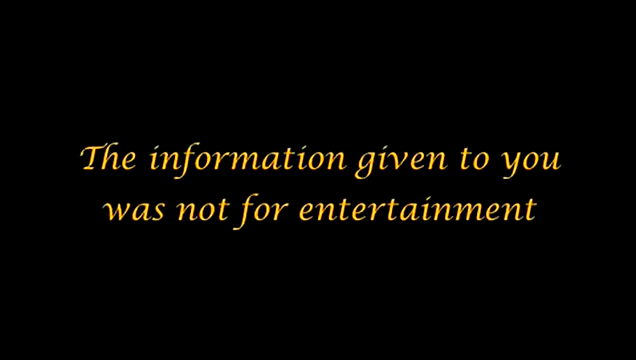 The information given to you
was not for entertainment